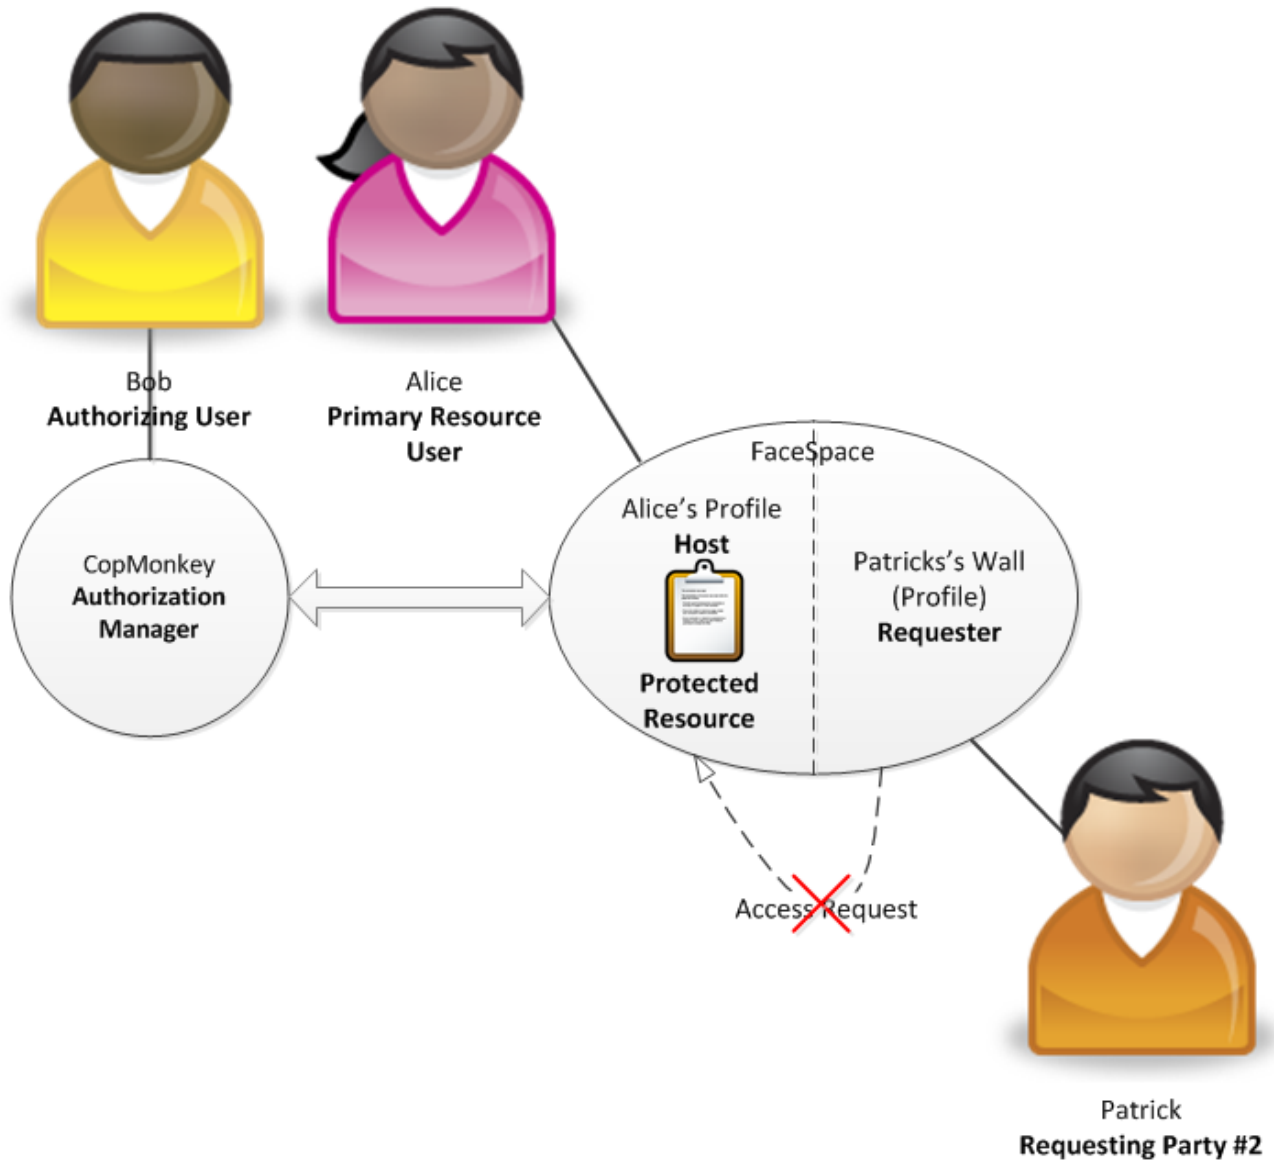 Bob
Authorizing User
Alice
Primary Resource
User
FaceSpace
Alice's Profile
Host
Protected
Resource
Patricks's Wall
(Profile)
Requester
CopMonkey
Authorization
Manager
Access Request
Patrick
Requesting Party #2